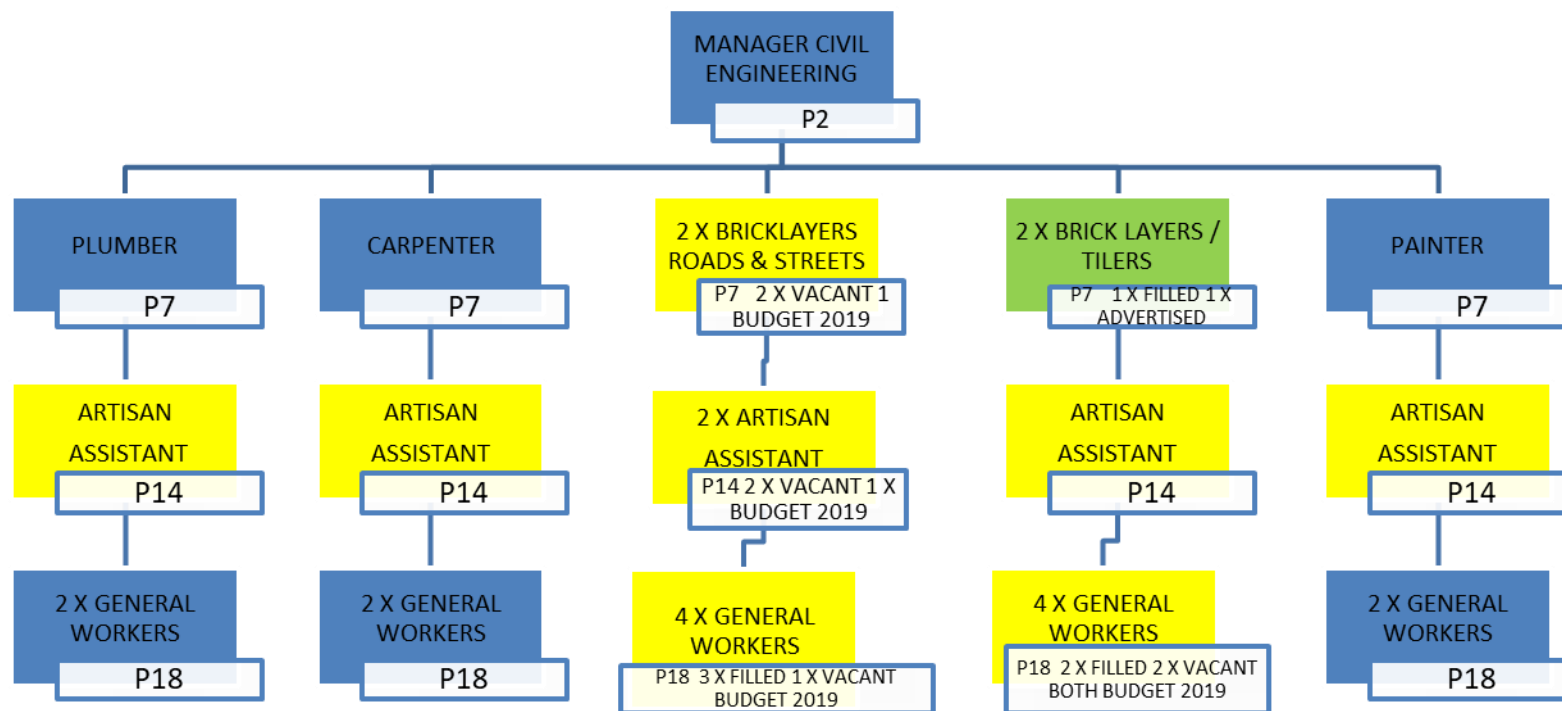 MANAGER CIVIL
ENGINEERING
P2
PLUMBER
P7
CARPENTER
P7
2 X BRICKLAYERS
ROADS & STREETS
P7 2 X VACANT 1
BUDGET 2019
2 X BRICK LAYERS /
TILERS
P7 1 X FILLED 1 X
ADVERTISED
PAINTER
P7
ARTISAN
ASSISTANT
P14
ARTISAN
ASSISTANT
P14
2 X ARTISAN
ASSISTANT
P14 2 X VACANT 1 X
BUDGET 2019
ARTISAN
ASSISTANT
P14
ARTISAN
ASSISTANT
P14
2 X GENERAL
WORKERS
P18
2 X GENERAL
WORKERS
P18
4 X GENERAL
WORKERS
P18 3 X FILLED 1 X VACANT
BUDGET 2019
4 X GENERAL
WORKERS
P18 2 X FILLED 2 X VACANT
BOTH BUDGET 2019
2 X GENERAL
WORKERS
P18